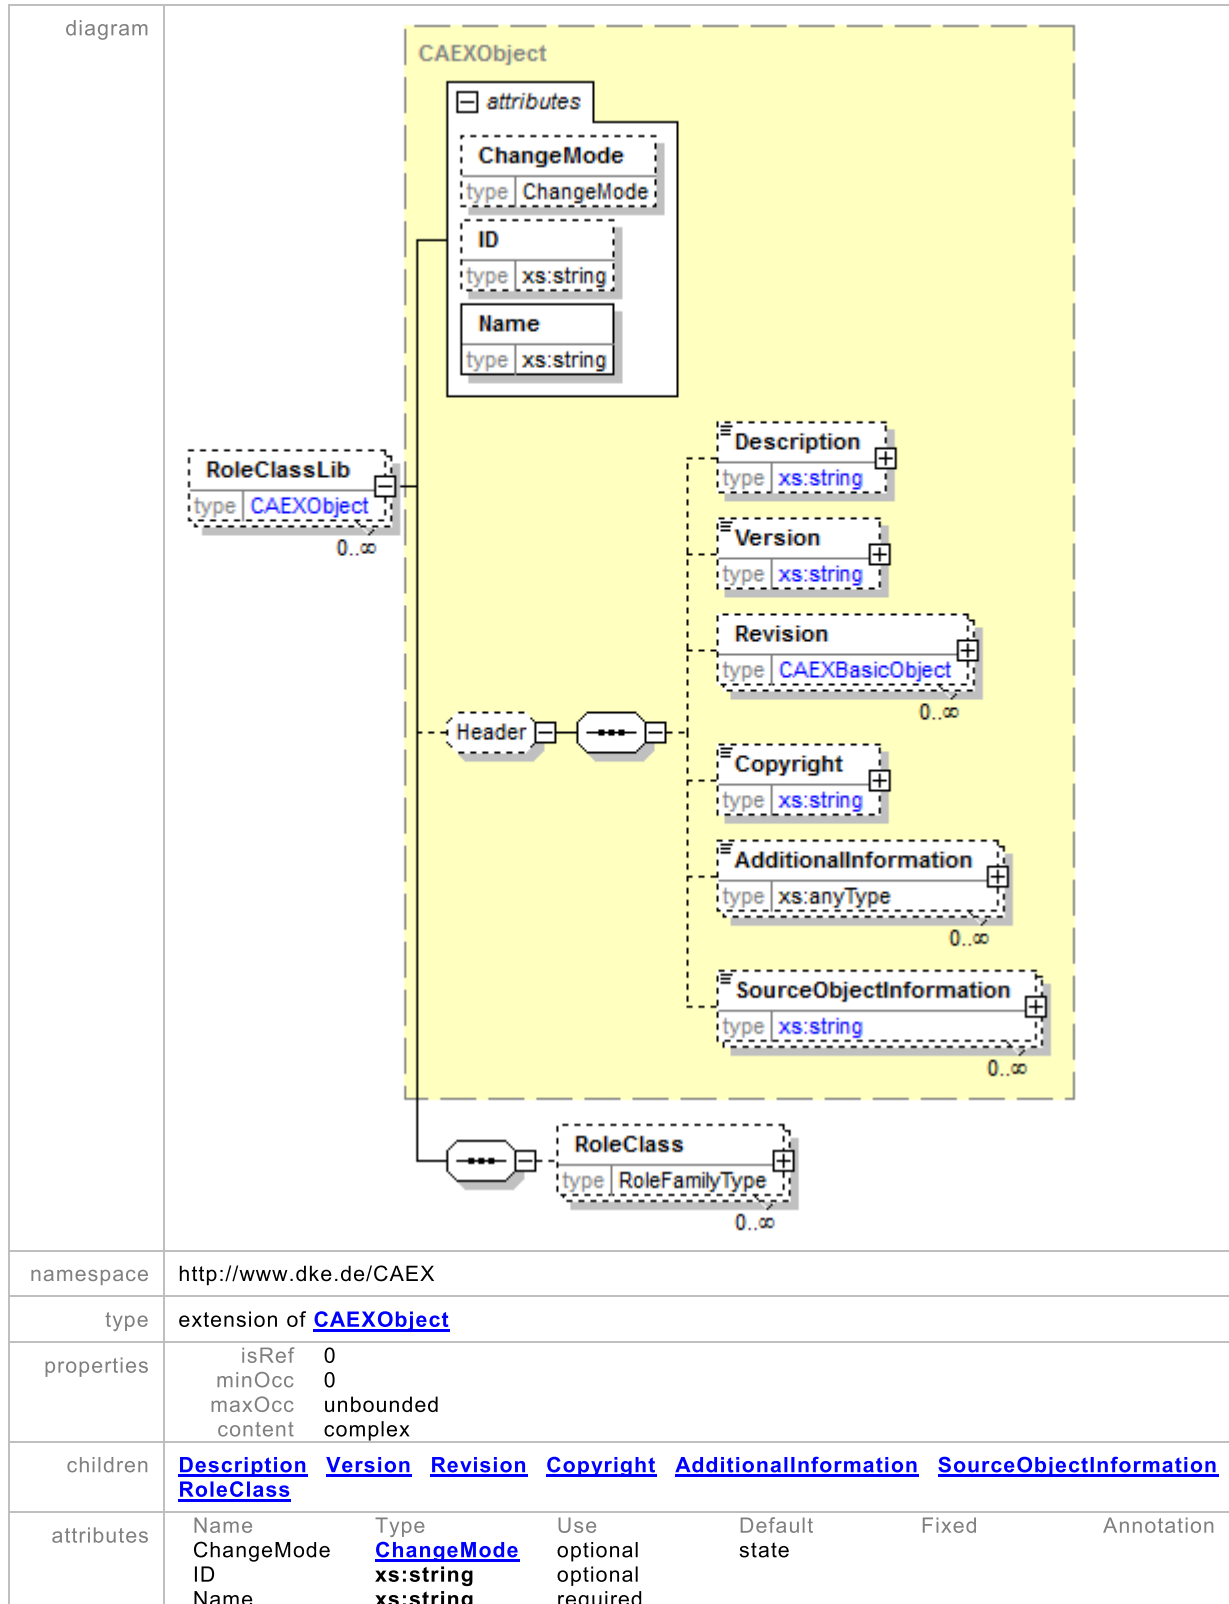 diagram
CAEXObject
attributes
ChangeMode
type ChangeMode
ID
type xs:string
Name
type xs:string
RoleClassLib
type CAEXObject
0..∞
Description
type xs:string
Version
type xs:string
Revision
type CAEXBasicObject
0..∞
Header
Copyright
type xs:string
AdditionalInformation
type xs:anyType
0..∞
SourceObjectInformation
type xs:string
0..∞
RoleClass
type RoleFamilyType
0..∞
namespace http://www.dke.de/CAEX
type extension of CAEXObject
properties
isRef 0
minOcc 0
maxOcc unbounded
content complex
children Description Version Revision Copyright AdditionalInformation SourceObjectInformation
RoleClass
attributes
Name Type Use Default Fixed Annotation
ChangeMode ChangeMode optional state
ID xs:string optional
Name xs:string required